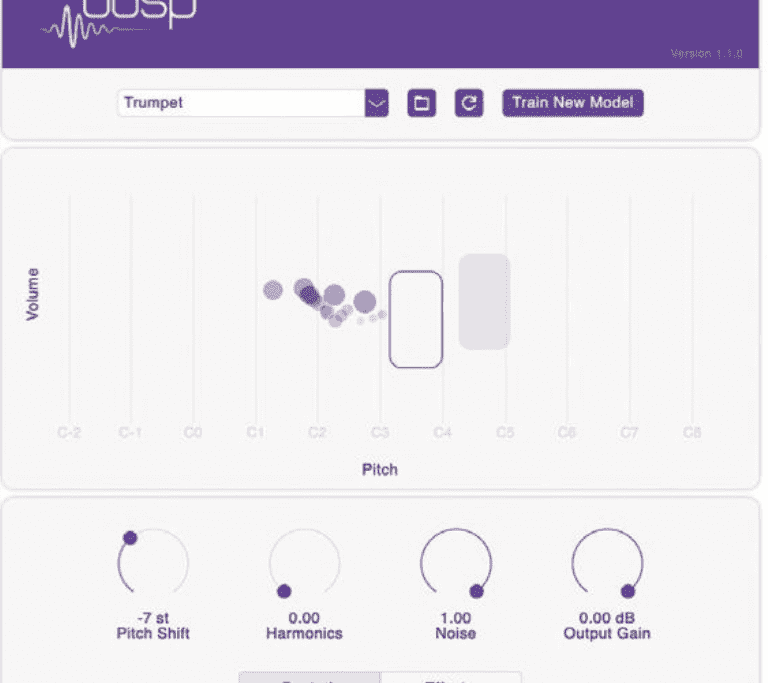 Version 1.1.0
Trumpet
Train New Model
Volume
C-2 C-1 C0 C1 C2 C3 C4 C5 C6 C7 C8
Pitch
-7 st 0.00 1.00 0.00 dB
Pitch Shift Harmonics Noise Output Gain